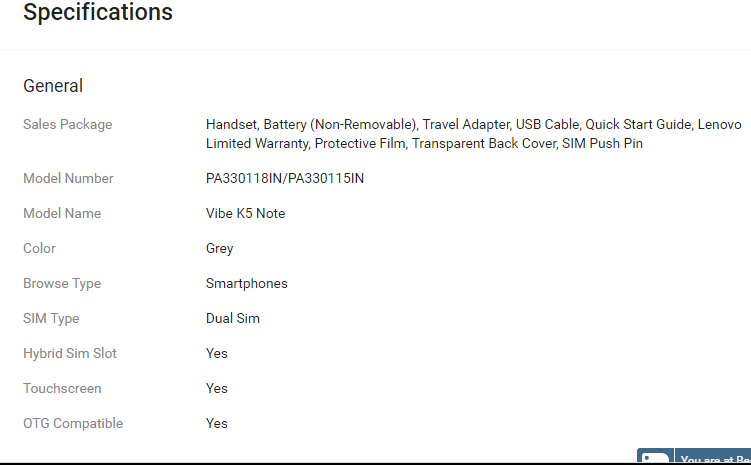 Specifications
General
Sales Package Handset, Battery (Non-Removable), Travel Adapter, USB Cable, Quick Start Guide, Lenovo
Limited Warranty, Protective Film, Transparent Back Cover, SIM Push Pin
Model Number PA330118IN/PA330115IN
Model Name Vibe K5 Note
Color Grey
Browse Type Smartphones
SIM Type Dual Sim
Hybrid Sim Slot Yes
Touchscreen Yes
OTG Compatible Yes
You are at Be